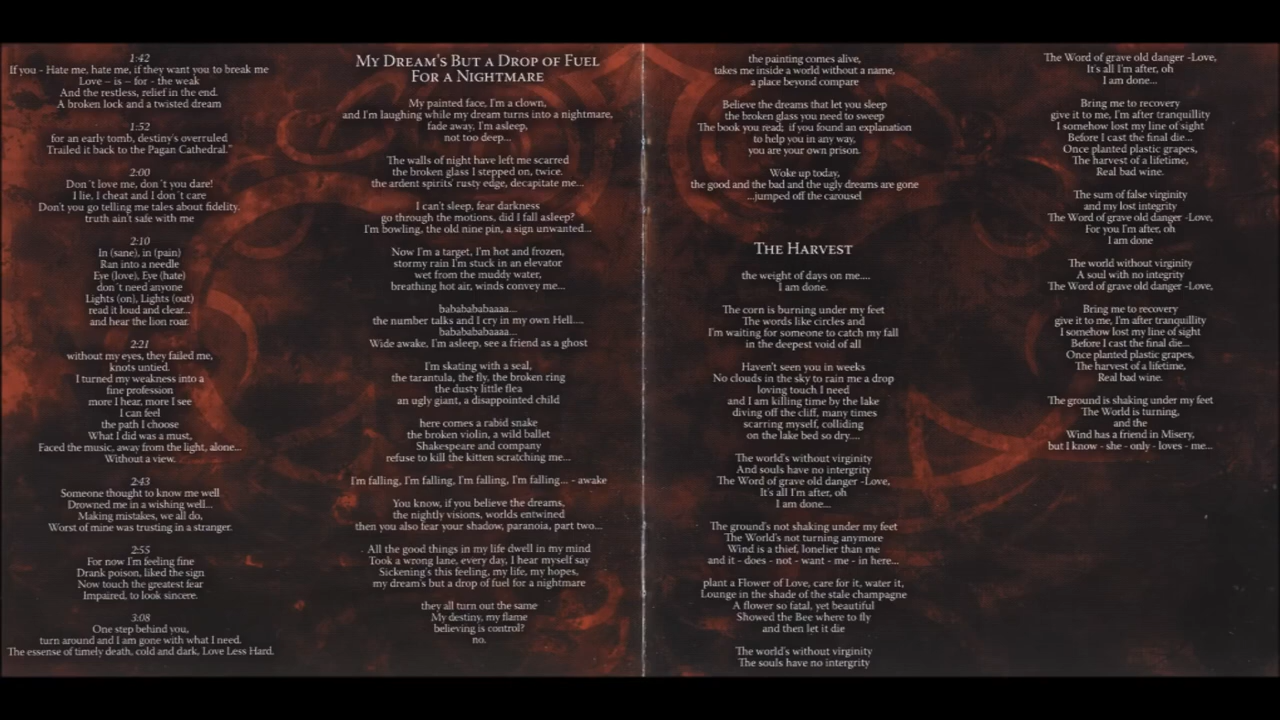 1:42
If you - Hate me, hate me, if they want you to break me
Love – is – for - the weak
And the restless, relief in the end.
A broken lock and a twisted dream
1:52
for an early tomb, destiny's overruled
Trailed it back to the Pagan Cathedral."
2:00
Don´t love me, don´t you dare!
I lie, I cheat and I don´t care
Don't you go telling me tales about fidelity.
truth ain't safe with me
2:10
In (sane), in (pain)
Ran into a needle
Eye (love), Eye (hate)
don´t need anyone
Lights (on), Lights (out)
read it loud and clear...
and hear the lion roar.
2:21
without my eyes, they failed me,
knots untied.
I turned my weakness into a
fine profession
more I hear, more I see
I can feel
the path I choose
What I did was a must,
Faced the music, away from the light, alone...
Without a view.
2:43
Someone thought to know me well
Drowned me in a wishing well...
Making mistakes, we all do,
Worst of mine was trusting in a stranger.
2:55
For now I'm feeling fine
Drank poison, liked the sign
Now touch the greatest fear
Impaired, to look sincere.
3:08
One step behind you,
turn around and I am gone with what I need.
The essense of timely death, cold and dark, Love Less Hard.
My Dream's But a Drop of Fuel
For a Nightmare
My painted face, I'm a clown,
and I'm laughing while my dream turns into a nightmare,
fade away, I'm asleep,
not too deep...
The walls of night have left me scarred
the broken glass I stepped on, twice.
the ardent spirits' rusty edge, decapitate me...
I can't sleep, fear darkness
go through the motions, did I fall asleep?
I'm bowling, the old nine pin, a sign unwanted...
Now I'm a target, I'm hot and frozen,
stormy rain I'm stuck in an elevator
wet from the muddy water,
breathing hot air, winds convey me...
babababababaaaa...
the number talks and I cry in my own Hell....
babababababaaaa...
Wide awake, I'm asleep, see a friend as a ghost
I'm skating with a seal,
the tarantula, the fly, the broken ring
the dusty little flea
an ugly giant, a disappointed child
here comes a rabid snake
the broken violin, a wild ballet
Shakespeare and company
refuse to kill the kitten scratching me...
I'm falling, I'm falling, I'm falling, I'm falling... - awake
You know, if you believe the dreams,
the nightly visions, worlds entwined
then you also fear your shadow, paranoia, part two...
All the good things in my life dwell in my mind
Took a wrong lane, every day, I hear myself say
Sickening's this feeling, my life, my hopes,
my dream's but a drop of fuel for a nightmare
they all turn out the same
My destiny, my flame
believing is control?
no.
the painting comes alive,
takes me inside a world without a name,
a place beyond compare
Believe the dreams that let you sleep
the broken glass you need to sweep
The book you read; if you found an explanation
to help you in any way,
you are your own prison.
Woke up today,
the good and the bad and the ugly dreams are gone
...jumped off the carousel
The Harvest
the weight of days on me....
I am done.
The corn is burning under my feet
The words like circles and
I'm waiting for someone to catch my fall
in the deepest void of all
Haven't seen you in weeks
No clouds in the sky to rain me a drop
loving touch I need
and I am killing time by the lake
diving off the cliff, many times
scarring myself, colliding
on the lake bed so dry....
The world's without virginity
And souls have no intergrity
The Word of grave old danger -Love,
It's all I'm after, oh
I am done...
The ground's not shaking under my feet
The World's not turning anymore
Wind is a thief, lonelier than me
and it - does - not - want - me - in here...
plant a Flower of Love, care for it, water it,
Lounge in the shade of the stale champagne
A flower so fatal, yet beautiful
Showed the Bee where to fly
and then let it die
The world's without virginity
The souls have no intergrity
The Word of grave old danger -Love,
It's all I'm after, oh
I am done...
Bring me to recovery
give it to me, I'm after tranquillity
I somehow lost my line of sight
Before I cast the final die...
Once planted plastic grapes,
The harvest of a lifetime,
Real bad wine.
The sum of false virginity
and my lost integrity
The Word of grave old danger -Love,
For you I'm after, oh
I am done
The world without virginity
A soul with no integrity
The Word of grave old danger -Love,
Bring me to recovery
give it to me, I'm after tranquillity
I somehow lost my line of sight
Before I cast the final die...
Once planted plastic grapes,
The harvest of a lifetime,
Real bad wine.
The ground is shaking under my feet
The World is turning,
and the
Wind has a friend in Misery,
but I know - she - only - loves - me...